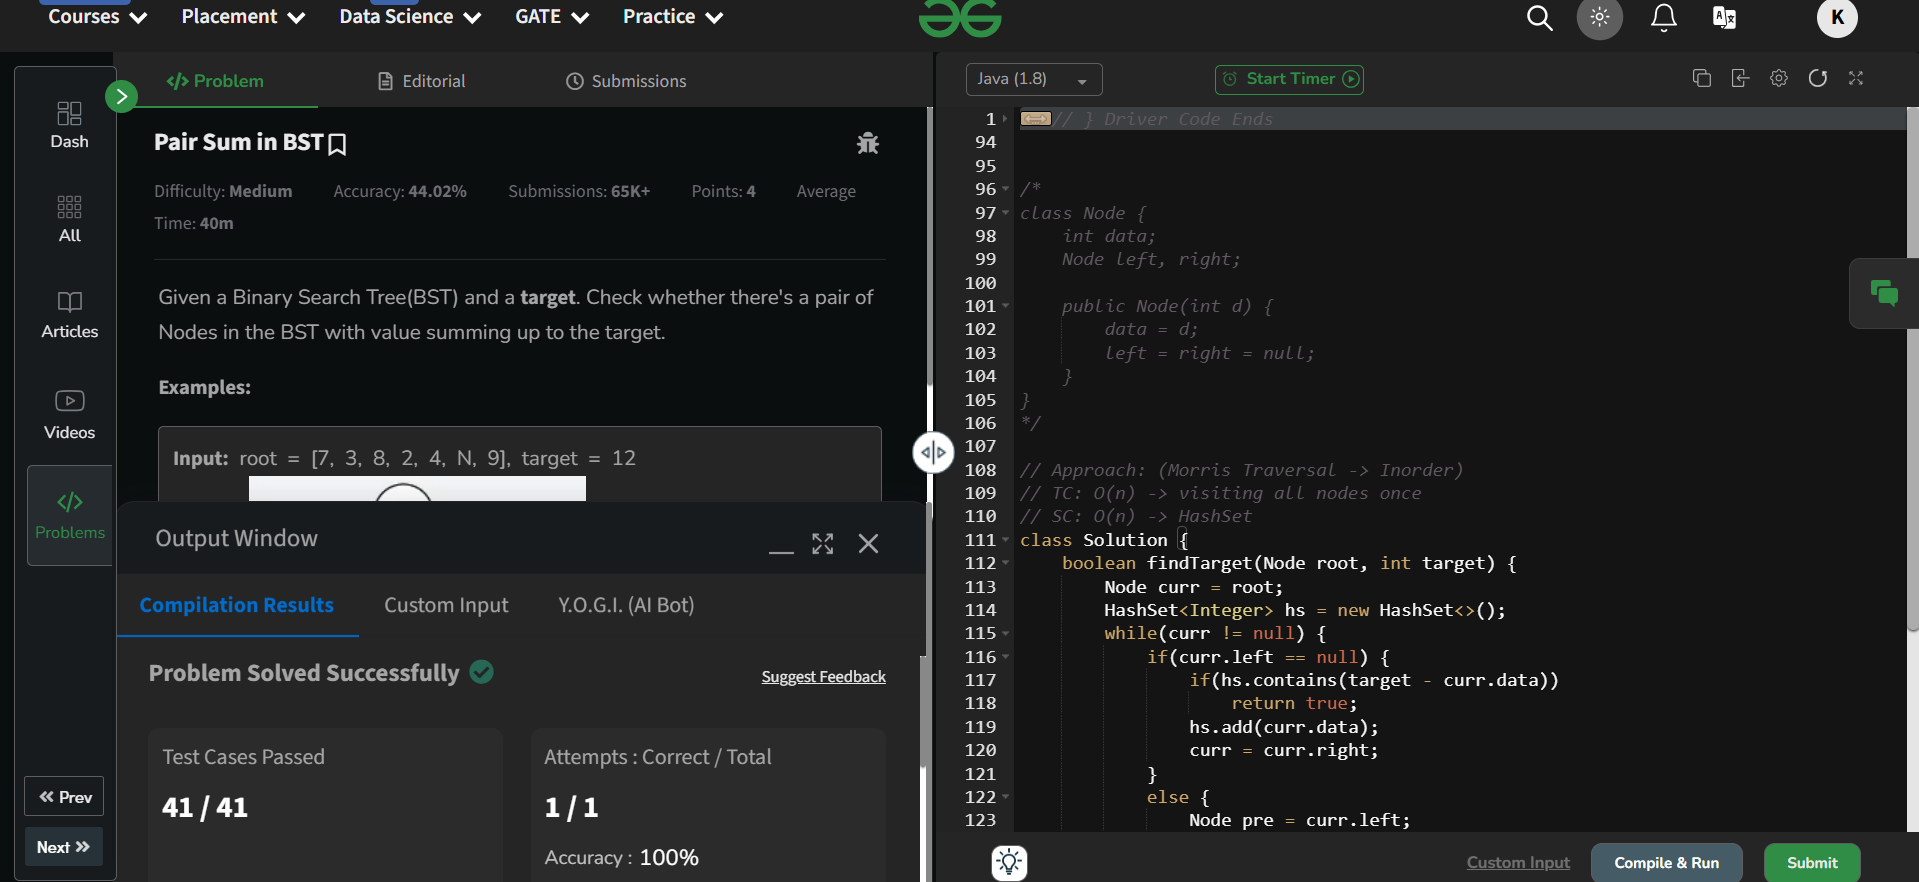 Courses
Placement
Data Science
GATE
Practice
K
Dash
All
Articles
Videos
Problems
Prev
Next
Problem
Editorial
Submissions
Pair Sum in BST
Difficulty: Medium Accuracy: 44.02% Submissions: 65K+ Points: 4 Average
Time: 40m
Given a Binary Search Tree(BST) and a target. Check whether there's a pair of
Nodes in the BST with value summing up to the target.
Examples:
Input: root = [7, 3, 8, 2, 4, N, 9], target = 12
Output Window
Compilation Results
Custom Input
Y.O.G.I. (AI Bot)
Problem Solved Successfully
Suggest Feedback
Test Cases Passed
41 / 41
Attempts : Correct / Total
1 / 1
Accuracy : 100%
Java (1.8)
Start Timer
1 // } Driver Code Ends
94
95
96 /*
97 class Node {
98 int data;
99 Node left, right;
100
101 public Node(int d) {
102 data = d;
103 left = right = null;
104 }
105 }
106 */
107
108 // Approach: (Morris Traversal -> Inorder)
109 // TC: O(n) -> visiting all nodes once
110 // SC: O(n) -> HashSet
111 class Solution {
112 boolean findTarget(Node root, int target) {
113 Node curr = root;
114 HashSet<Integer> hs = new HashSet<>();
115 while(curr != null) {
116 if(curr.left == null) {
117 if(hs.contains(target - curr.data))
118 return true;
119 hs.add(curr.data);
120 curr = curr.right;
121 }
122 else {
123 Node pre = curr.left;
Custom Input
Compile & Run
Submit